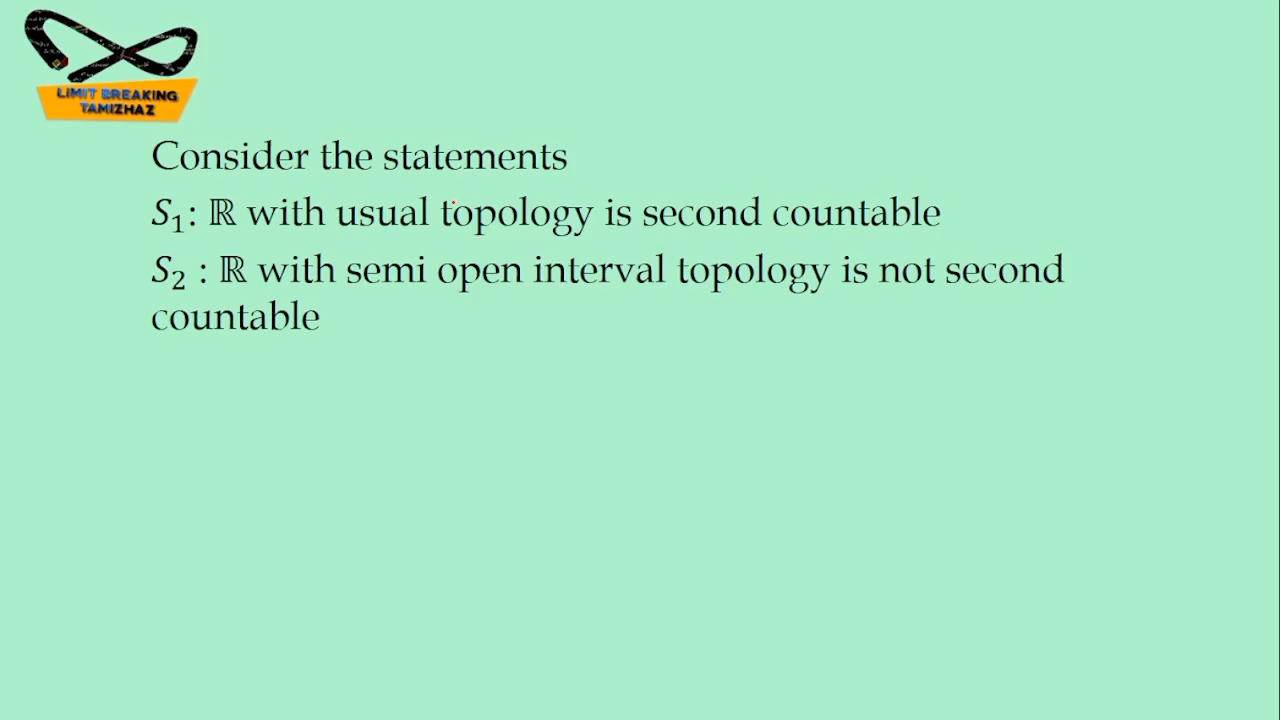 LIMIT BREAKING
TAMIZHAZ
Consider the statements
S₁: ℝ with usual topology is second countable
S₂ : ℝ with semi open interval topology is not second
countable